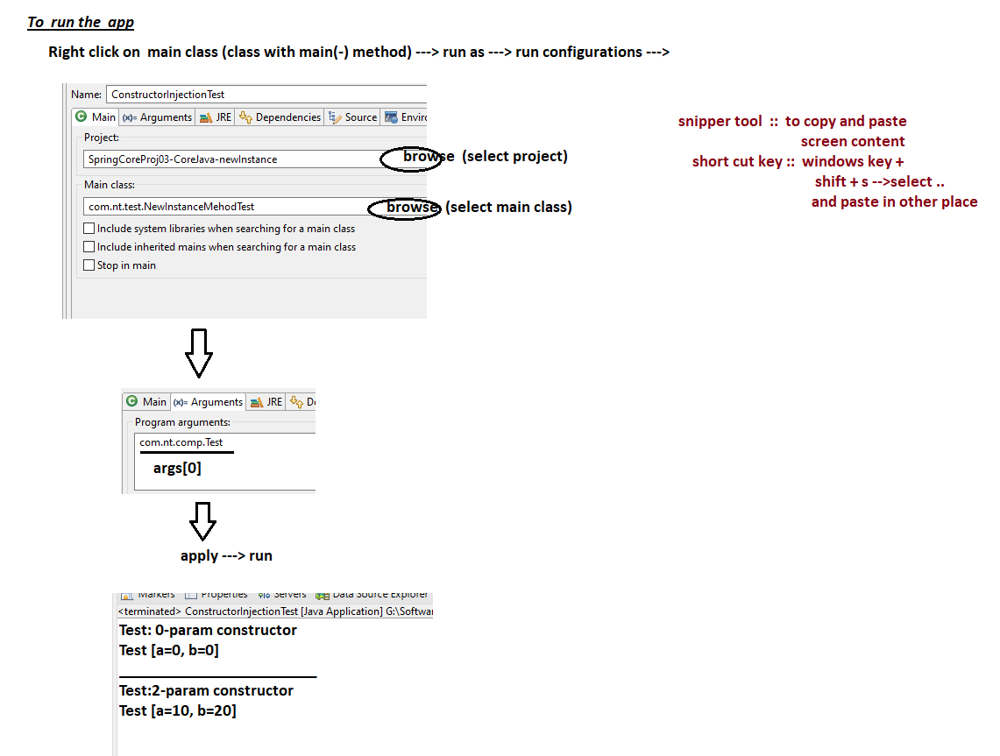 To run the app
Right click on main class (class with main(-) method) ---> run as ---> run configurations --->
Name: ConstructorInjectionTest
Main (x)= Arguments JRE Dependencies Source Enviro
Project:
SpringCoreProj03-CoreJava-newInstance browse (select project)
Main class:
com.nt.test.NewInstanceMehodTest browse (select main class)
Include system libraries when searching for a main class
Include inherited mains when searching for a main class
Stop in main
snipper tool :: to copy and paste
screen content
short cut key :: windows key +
shift + s -->select ..
and paste in other place
Main (x)= Arguments JRE De
Program arguments:
com.nt.comp.Test
args[0]
apply ---> run
Markers Properties Servers Data Source Explorer
<terminated> ConstructorInjectionTest [Java Application] G:\Softwar
Test: 0-param constructor
Test [a=0, b=0]
Test:2-param constructor
Test [a=10, b=20]